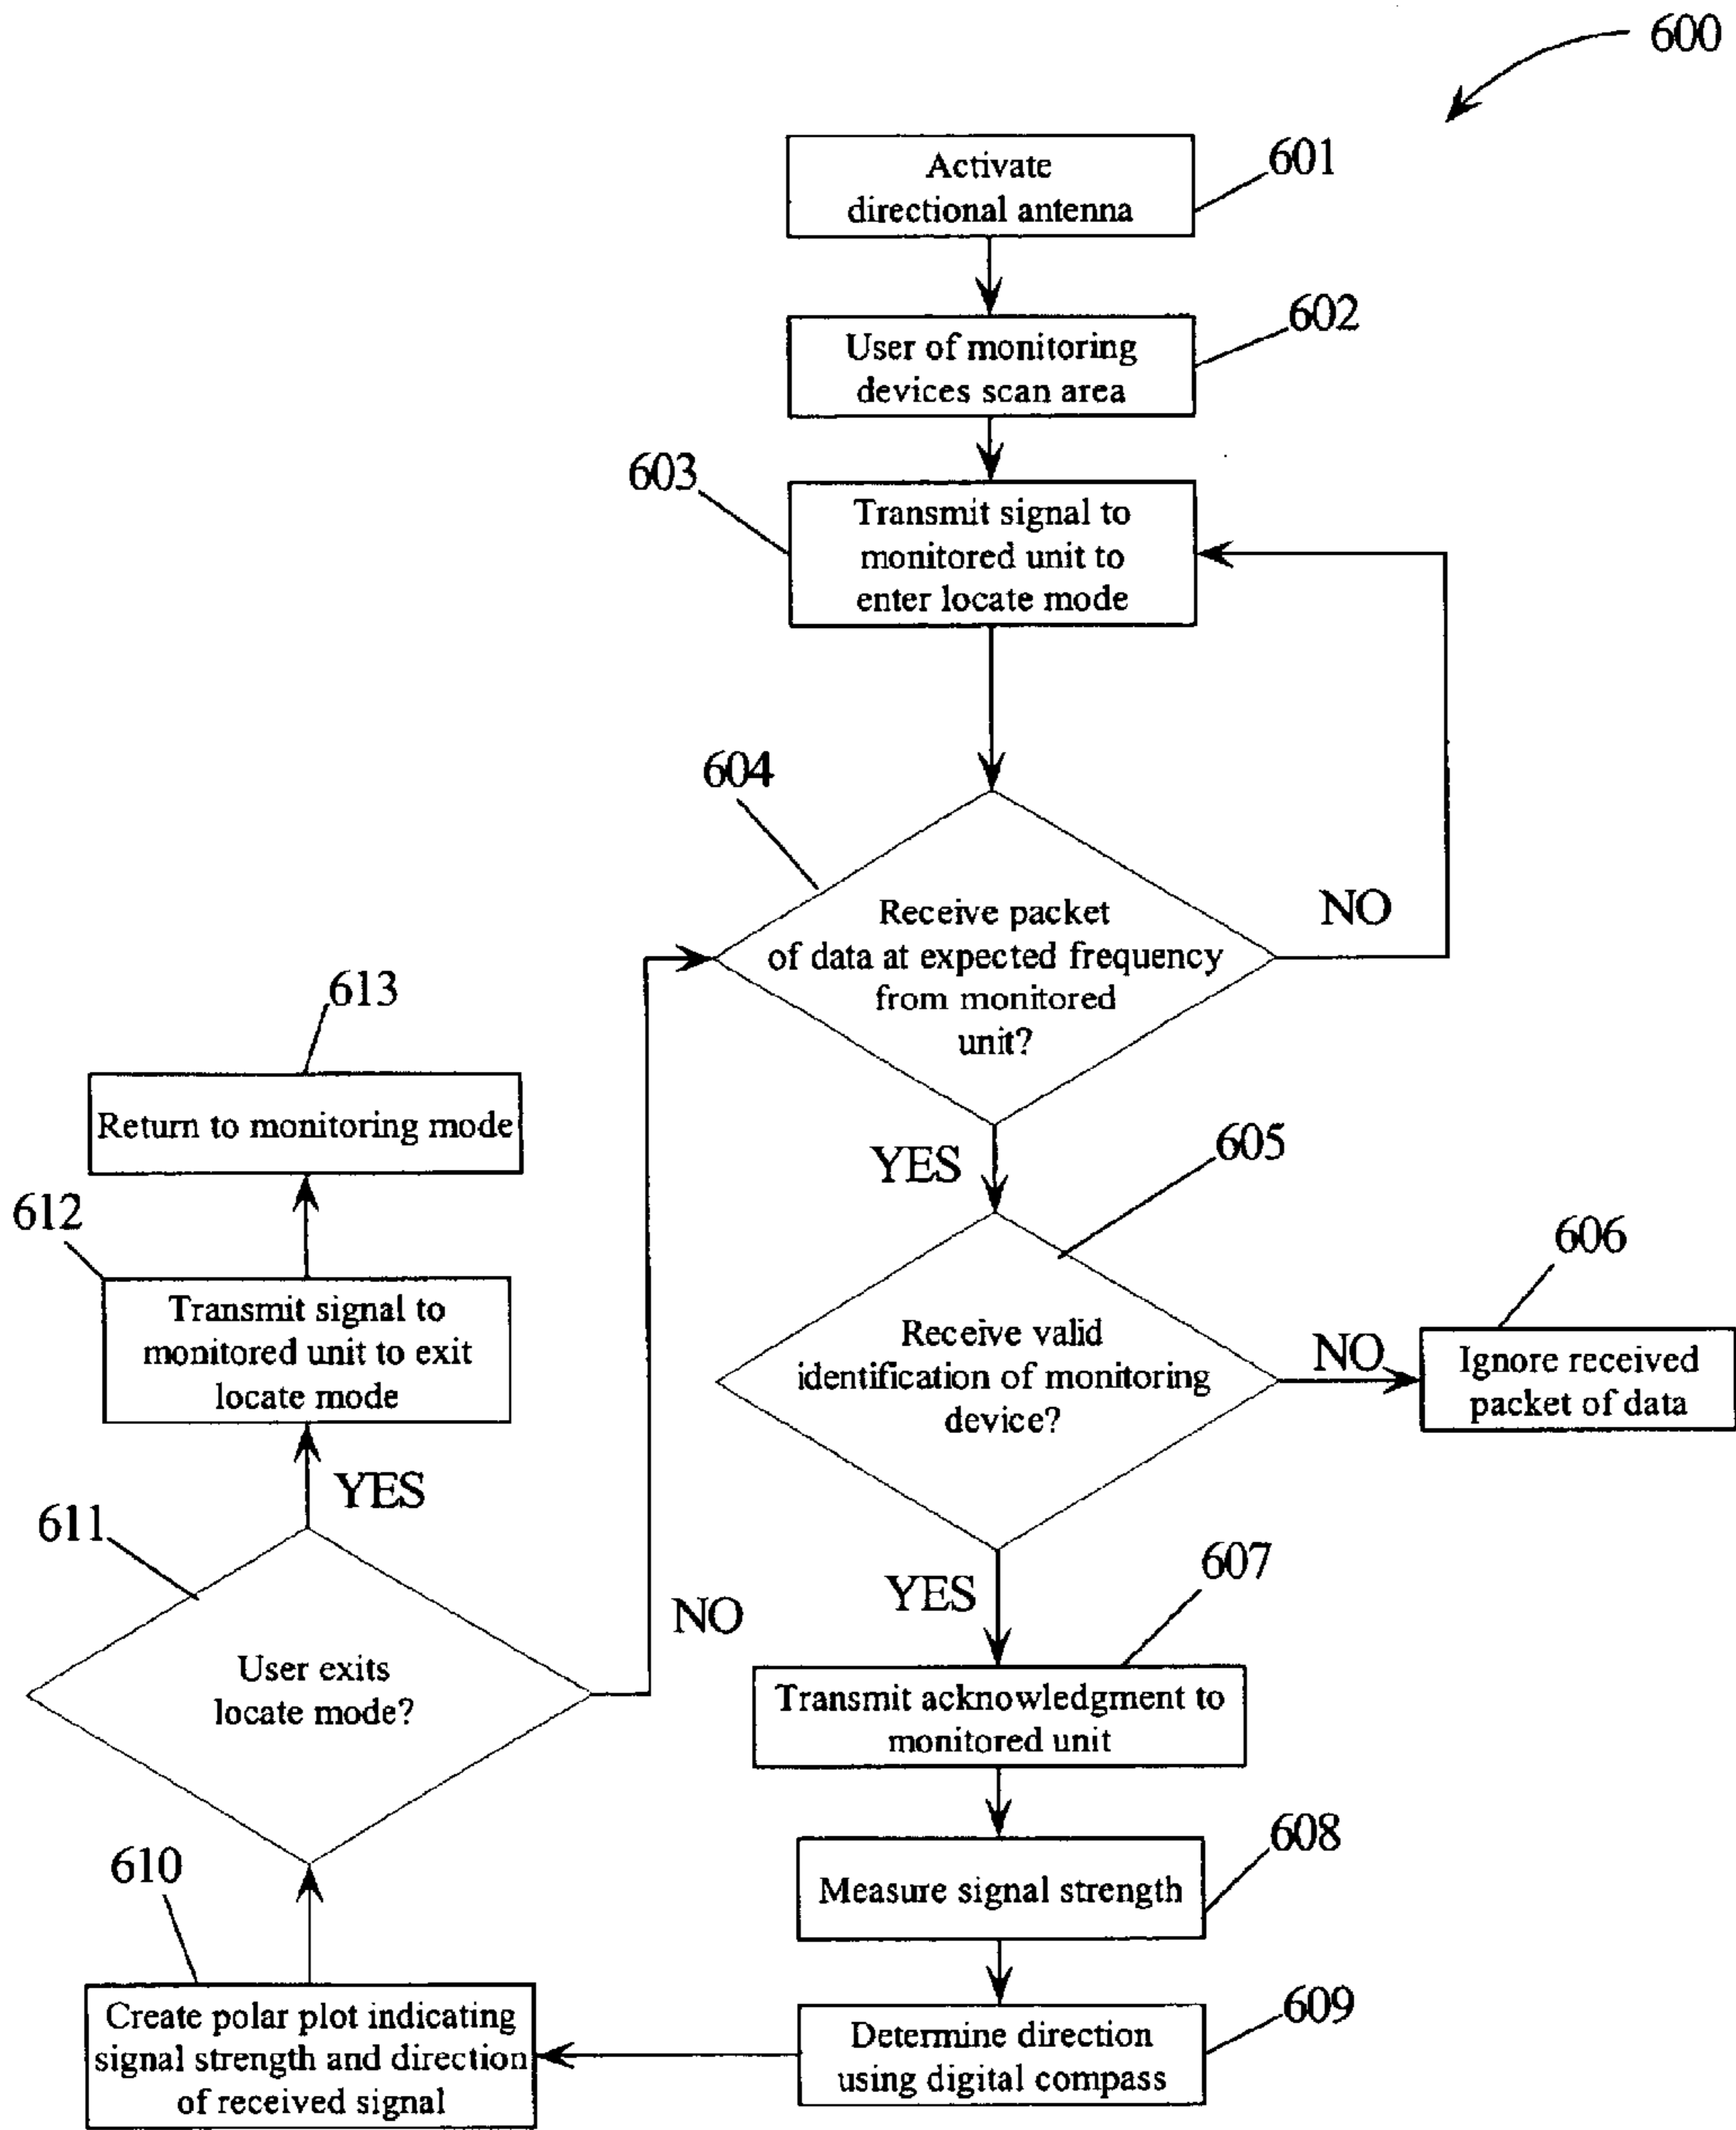 600
601
Activate
directional antenna
602
User of monitoring
devices scan area
603
Transmit signal to
monitored unit to
enter locate mode
604
Receive packet
of data at expected frequency
from monitored
unit?
NO
YES
605
Receive valid
identification of monitoring
device?
NO
606
Ignore received
packet of data
YES
607
Transmit acknowledgment to
monitored unit
608
Measure signal strength
609
Determine direction
using digital compass
610
Create polar plot indicating
signal strength and direction
of received signal
611
User exits
locate mode?
NO
YES
612
Transmit signal to
monitored unit to exit
locate mode
613
Return to monitoring mode